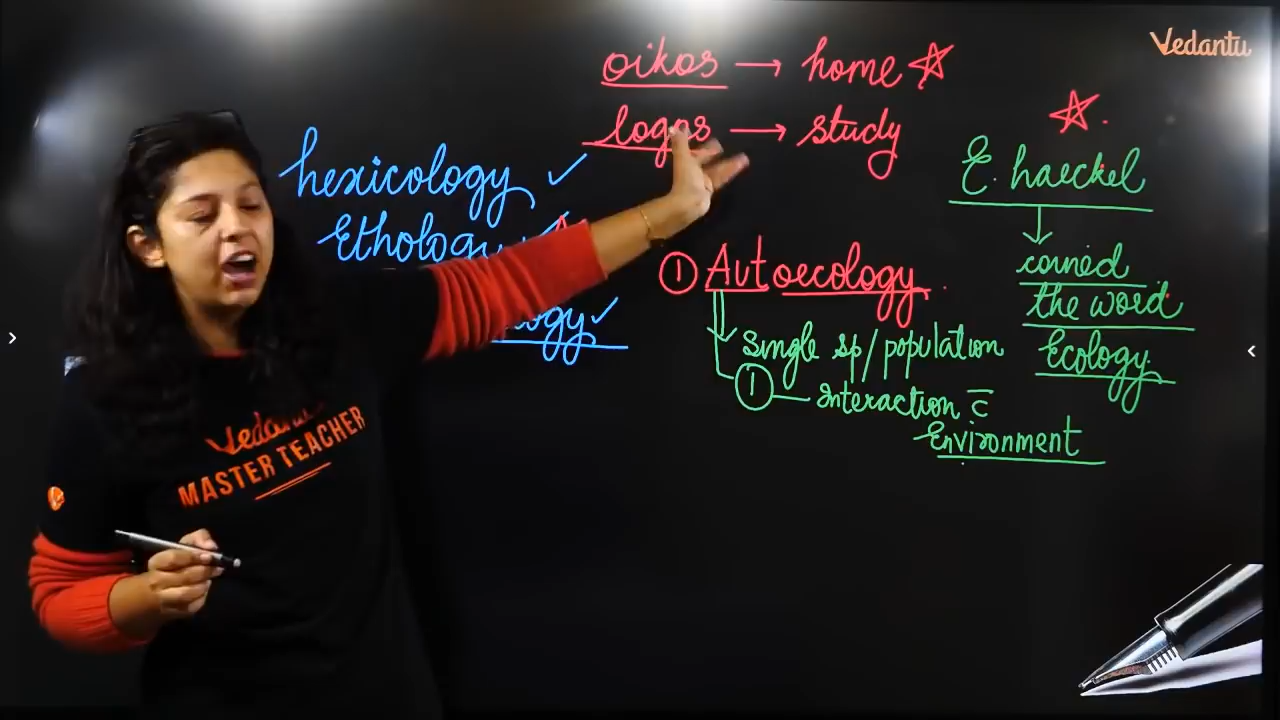 Vedantu
oikos → home
logos → study
hexicology ✓
Ethology
E. haeckel
coined
the word
Ecology
① Autoecology
Single sp/population
① Interaction c̄
Environment
Vedantu
MASTER TEACHER